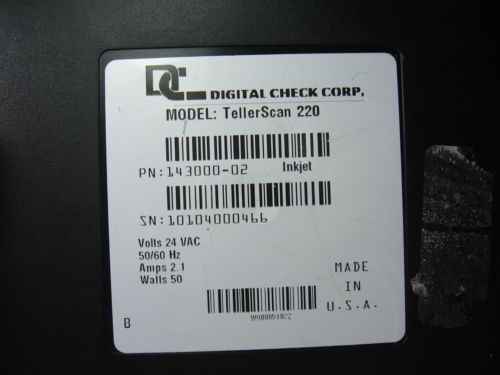 DC
DIGITAL CHECK CORP.
MODEL: TellerScan 220
PN:143000-02 Inkjet
SN:10104000466
Volts 24 VAC
50/60 Hz
Amps 2.1
Watts 50
MADE
IN
U.S.A.
B